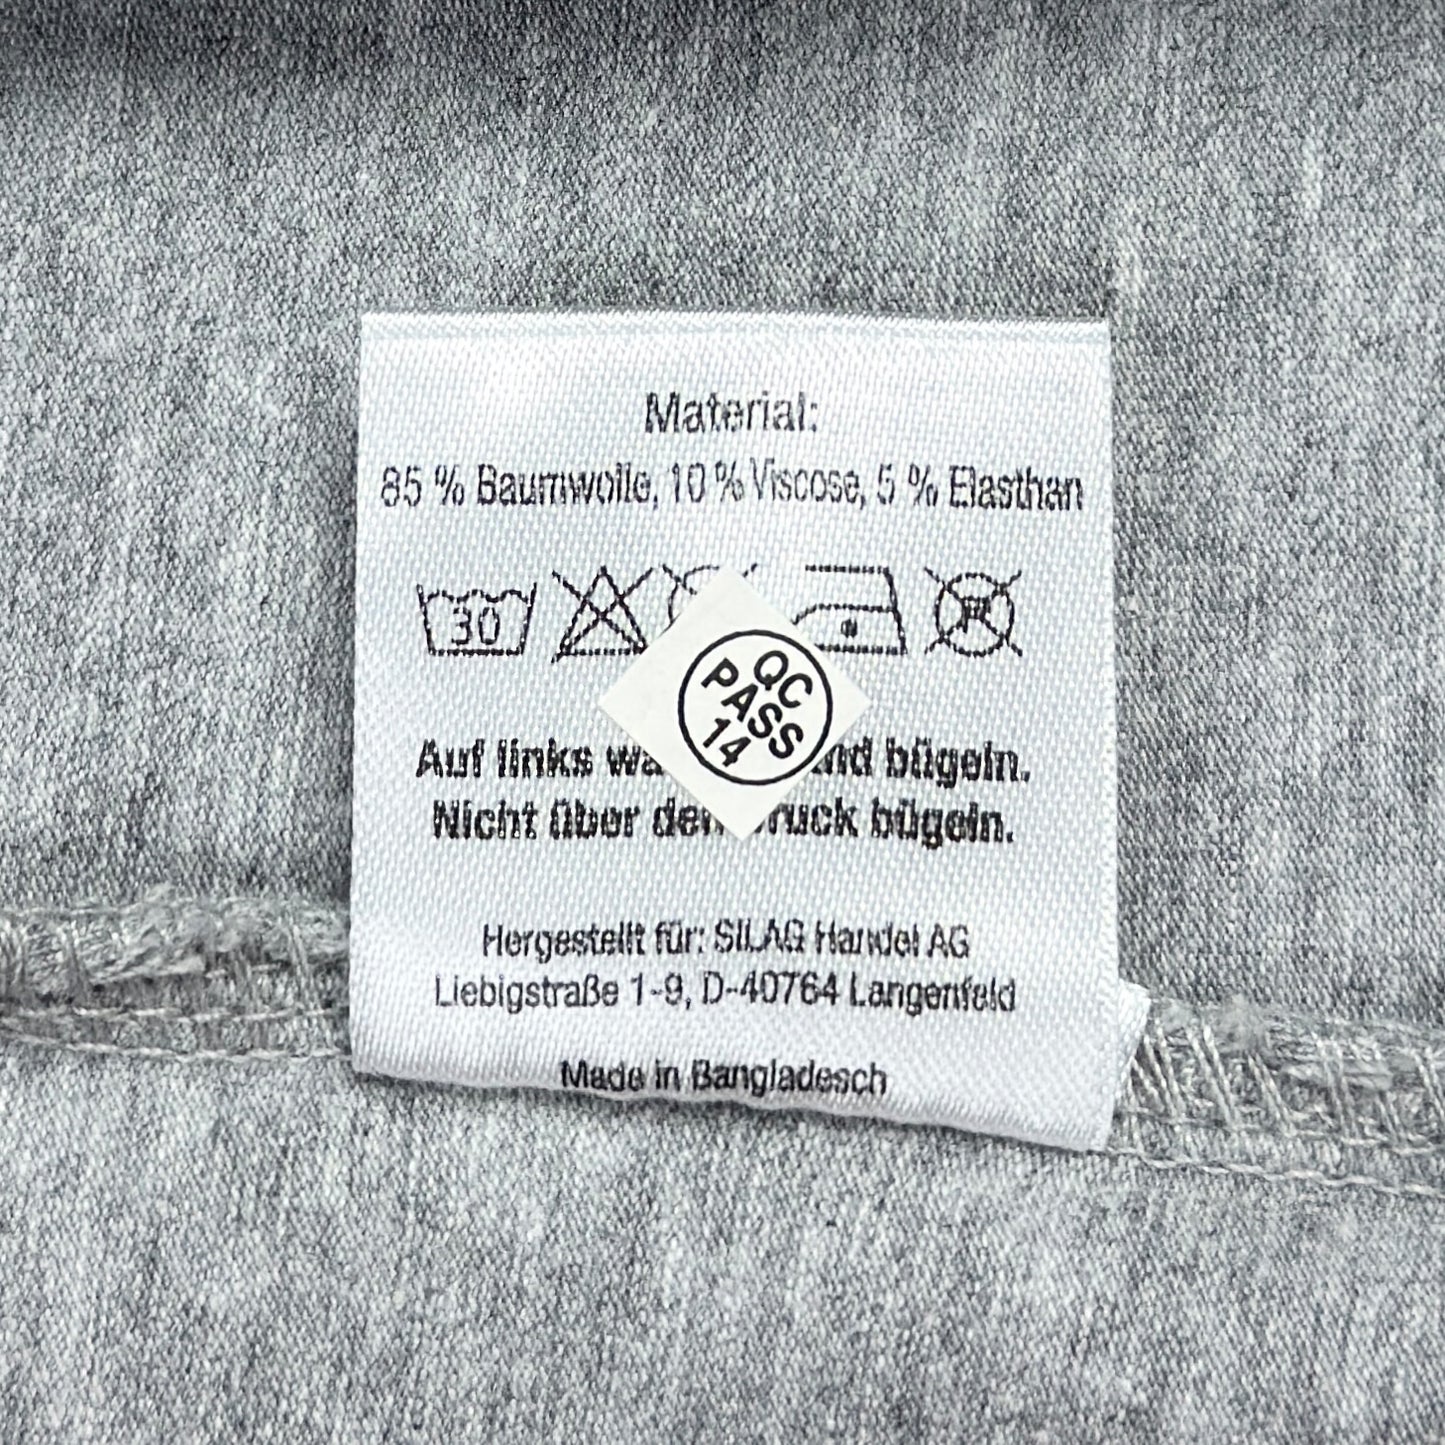 Material:
85 % Baumwolle, 10 % Viscose, 5 % Elasthan
30
QC
PASS
14
Auf links bügeln.
Nicht über Druck bügeln.
Hergestellt für: SILAG Handel AG
Liebigstraße 1-9, D-40764 Langenfeld
Made in Bangladesch